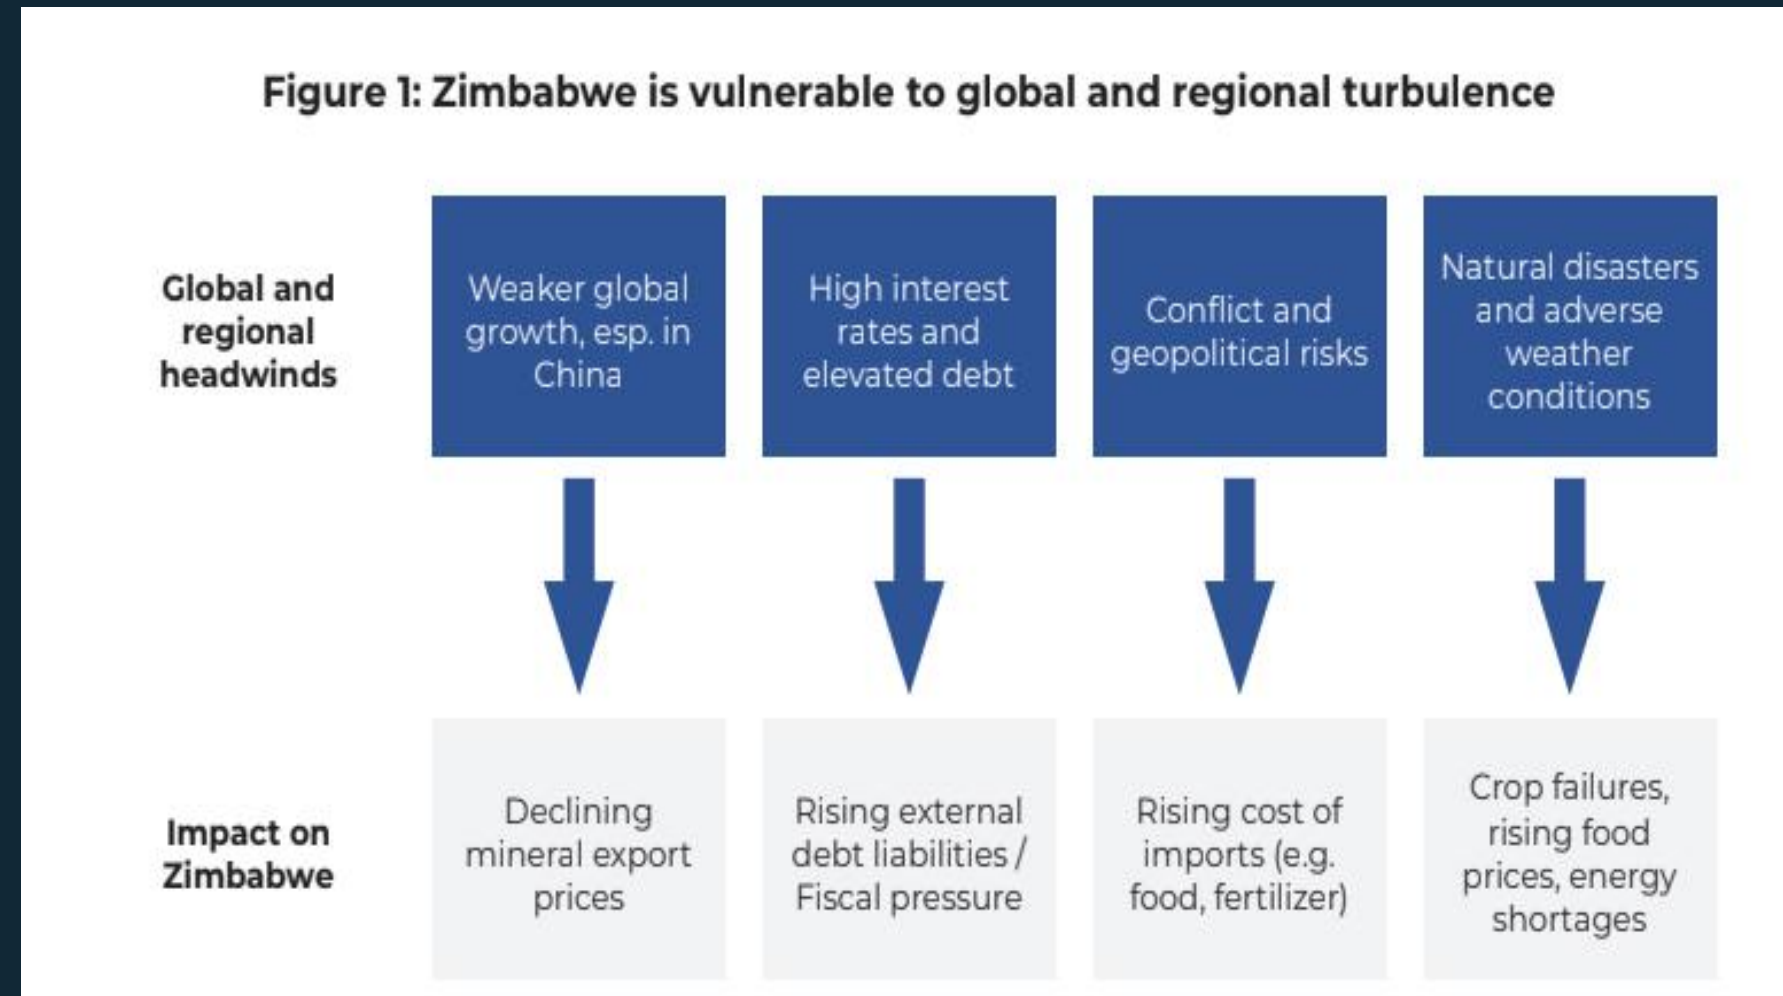 Figure 1: Zimbabwe is vulnerable to global and regional turbulence
Global and
regional
headwinds
Weaker global
growth, esp. in
China
High interest
rates and
elevated debt
Conflict and
geopolitical risks
Natural disasters
and adverse
weather
conditions
Impact on
Zimbabwe
Declining
mineral export
prices
Rising external
debt liabilities /
Fiscal pressure
Rising cost of
imports (e.g.
food, fertilizer)
Crop failures,
rising food
prices, energy
shortages